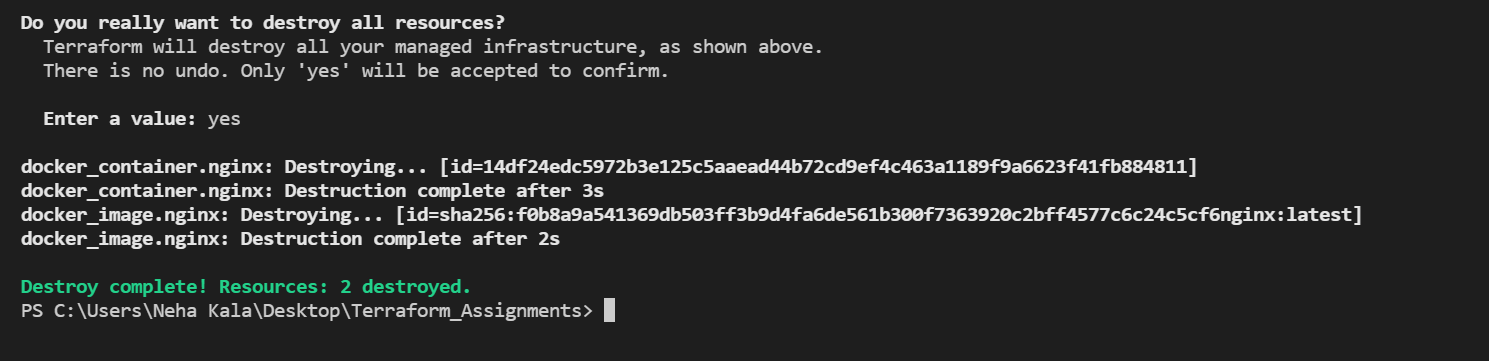 Do you really want to destroy all resources?
Terraform will destroy all your managed infrastructure, as shown above.
There is no undo. Only 'yes' will be accepted to confirm.
Enter a value: yes
docker_container.nginx: Destroying... [id=14df24edc5972b3e125c5aaead44b72cd9ef4c463a1189f9a6623f41fb884811]
docker_container.nginx: Destruction complete after 3s
docker_image.nginx: Destroying... [id=sha256:f0b8a9a541369db503ff3b9d4fa6de561b300f7363920c2bff4577c6c24c5cf6nginx:latest]
docker_image.nginx: Destruction complete after 2s
Destroy complete! Resources: 2 destroyed.
PS C:\Users\Neha Kala\Desktop\Terraform_Assignments>